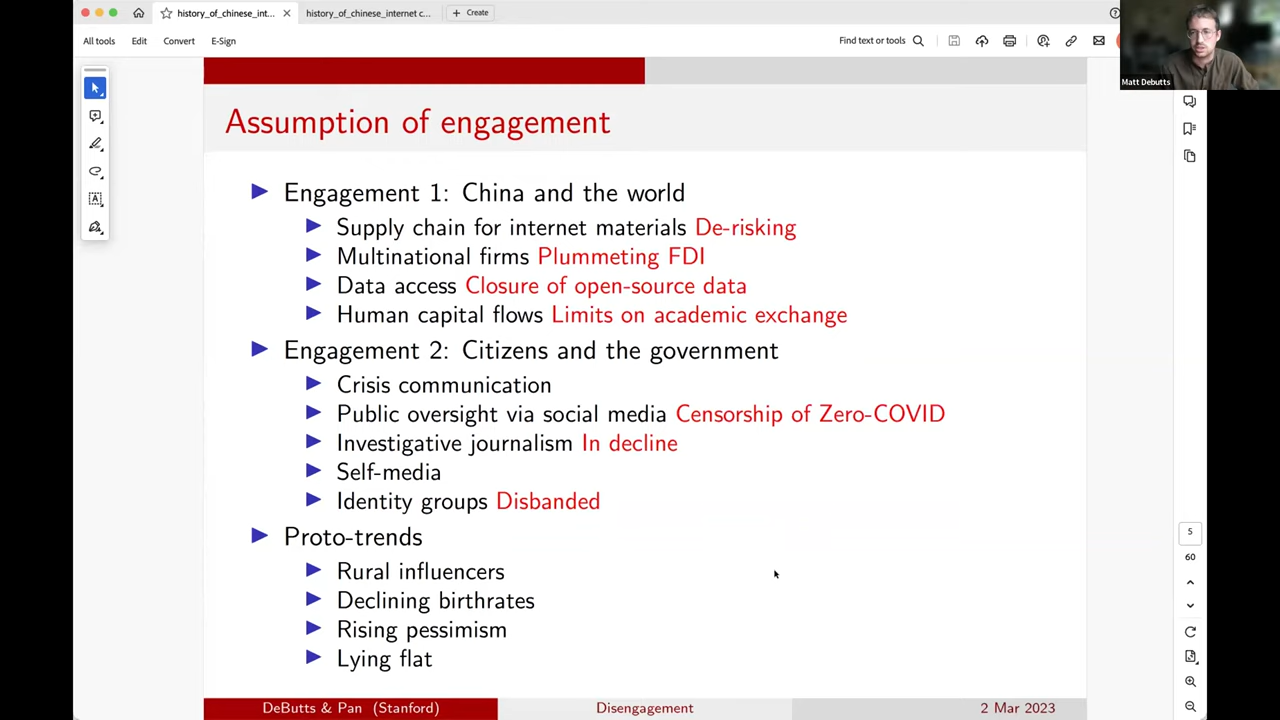 history_of_chinese_int...
history_of_chinese_internet c...
Create
All tools
Edit
Convert
E-Sign
Find text or tools
Matt Debutts
Assumption of engagement
Engagement 1: China and the world
Supply chain for internet materials De-risking
Multinational firms Plummeting FDI
Data access Closure of open-source data
Human capital flows Limits on academic exchange
Engagement 2: Citizens and the government
Crisis communication
Public oversight via social media Censorship of Zero-COVID
Investigative journalism In decline
Self-media
Identity groups Disbanded
Proto-trends
Rural influencers
Declining birthrates
Rising pessimism
Lying flat
5
60
DeButts & Pan (Stanford)
Disengagement
2 Mar 2023